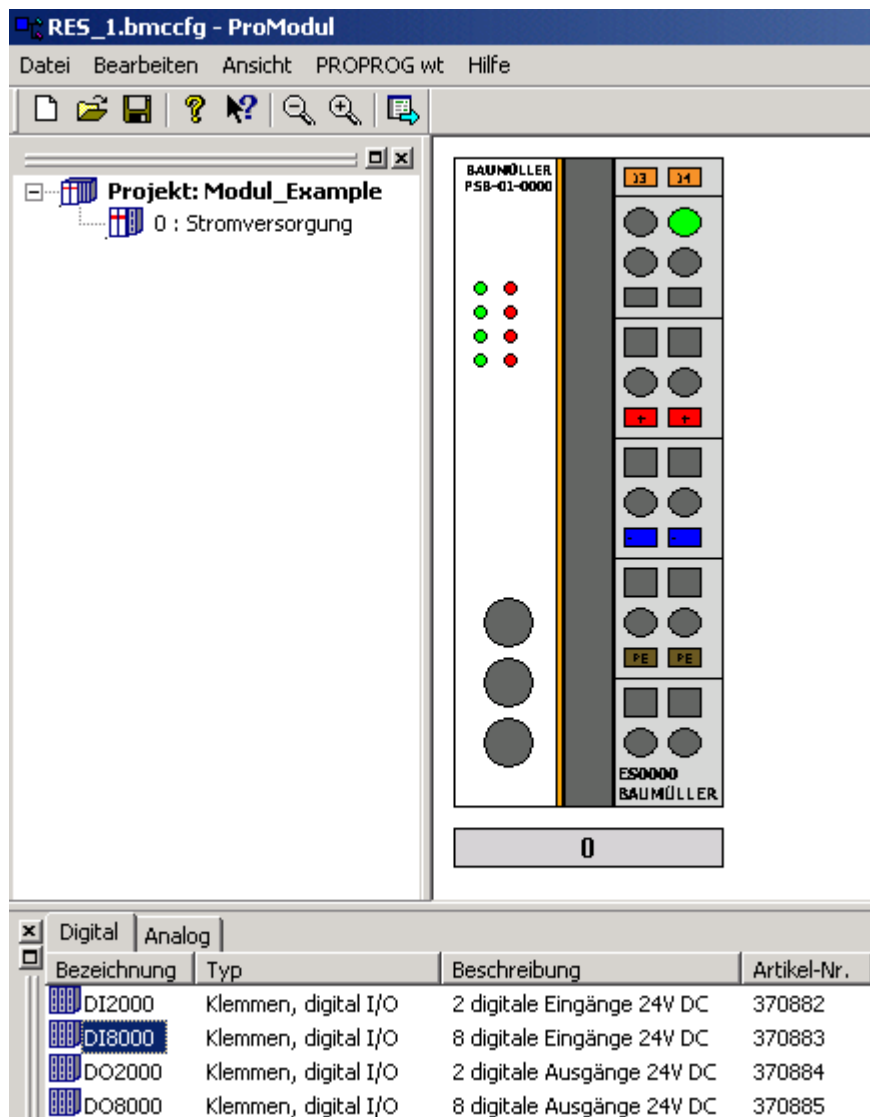 RES_1.bmccfg - ProModul
Datei Bearbeiten Ansicht PROPROG wt Hilfe
Projekt: Modul_Example
0 : Stromversorgung
BAUMÜLLER
PSB-01-0000
+ +
- -
PE PE
ES0000
BAUMÜLLER
0
Digital Analog
Bezeichnung Typ Beschreibung Artikel-Nr.
DI2000 Klemmen, digital I/O 2 digitale Eingänge 24V DC 370882
DI8000 Klemmen, digital I/O 8 digitale Eingänge 24V DC 370883
DO2000 Klemmen, digital I/O 2 digitale Ausgänge 24V DC 370884
DO8000 Klemmen, digital I/O 8 digitale Ausgänge 24V DC 370885